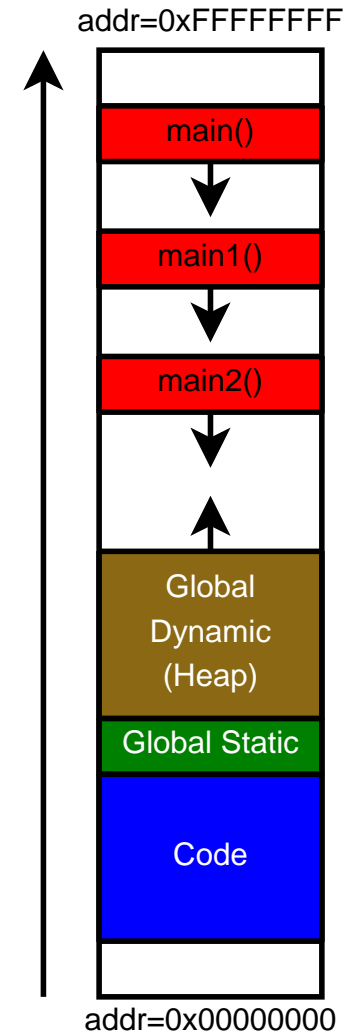 addr=0xFFFFFFFF
main()
main1()
main2()
Global
Dynamic
(Heap)
Global Static
Code
addr=0x00000000